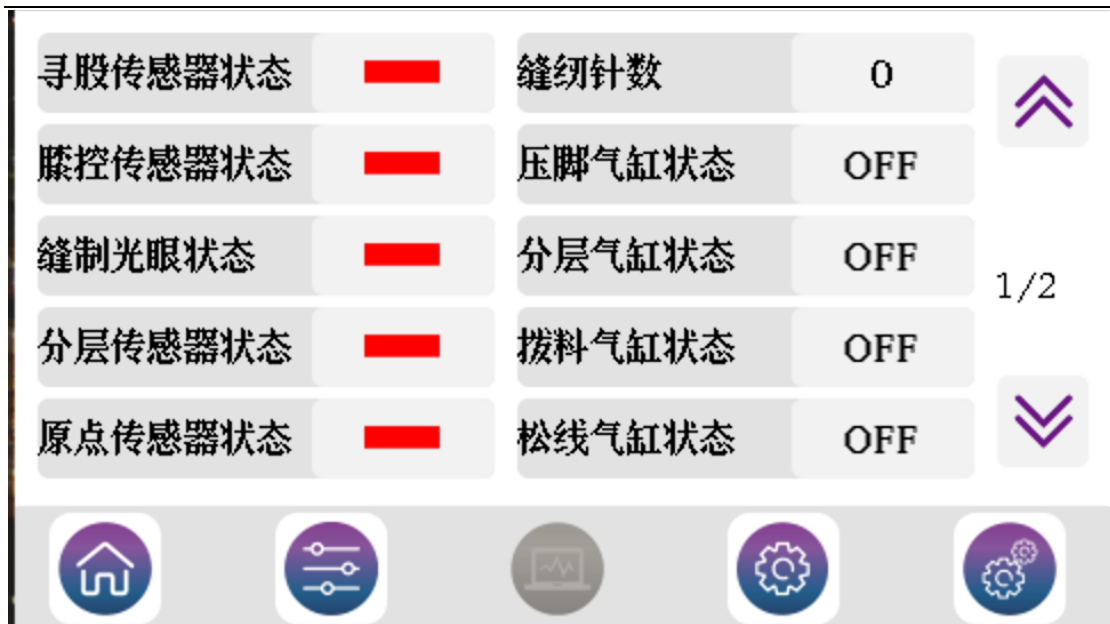 寻股传感器状态
缝纫针数 0
膝控传感器状态
压脚气缸状态 OFF
缝制光眼状态
分层气缸状态 OFF
1/2
分层传感器状态
拨料气缸状态 OFF
原点传感器状态
松线气缸状态 OFF